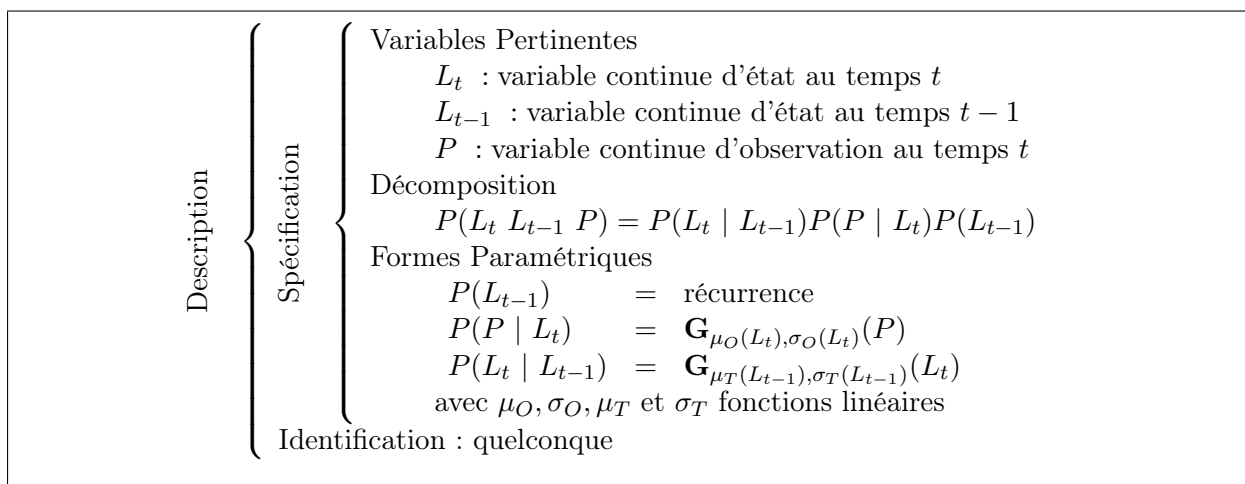 Description
Spécification
Variables Pertinentes
L_t : variable continue d'état au temps t
L_{t−1} : variable continue d'état au temps t − 1
P : variable continue d'observation au temps t
Décomposition
P(L_t L_{t−1} P) = P(L_t | L_{t−1})P(P | L_t)P(L_{t−1})
Formes Paramétriques
P(L_{t−1}) = récurrence
P(P | L_t) = G_{μ_O(L_t),σ_O(L_t)}(P)
P(L_t | L_{t−1}) = G_{μ_T(L_{t−1}),σ_T(L_{t−1})}(L_t)
avec μ_O, σ_O, μ_T et σ_T fonctions linéaires
Identification : quelconque